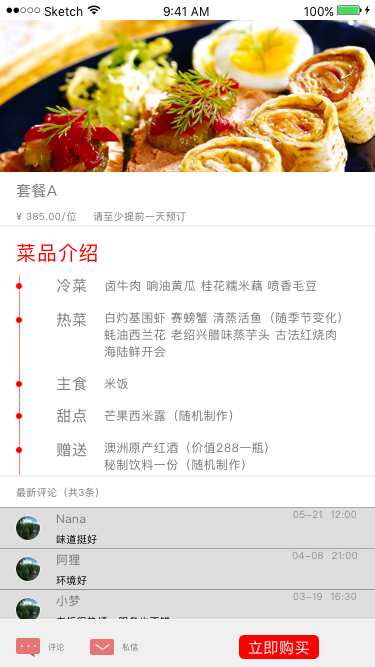 Sketch 9:41 AM 100%
套餐A
¥ 385.00/位 请至少提前一天预订
菜品介绍
冷菜 卤牛肉 响油黄瓜 桂花糯米藕 喷香毛豆
热菜 白灼基围虾 赛螃蟹 清蒸活鱼（随季节变化）
蚝油西兰花 老绍兴腊味蒸芋头 古法红烧肉
海陆鲜开会
主食 米饭
甜点 芒果西米露（随机制作）
赠送 澳洲原产红酒（价值288一瓶）
秘制饮料一份（随机制作）
最新评论（共3条）
Nana 05-21 12:00
味道挺好
阿狸 04-08 21:00
环境好
小梦 03-19 16:30
评论 私信 立即购买